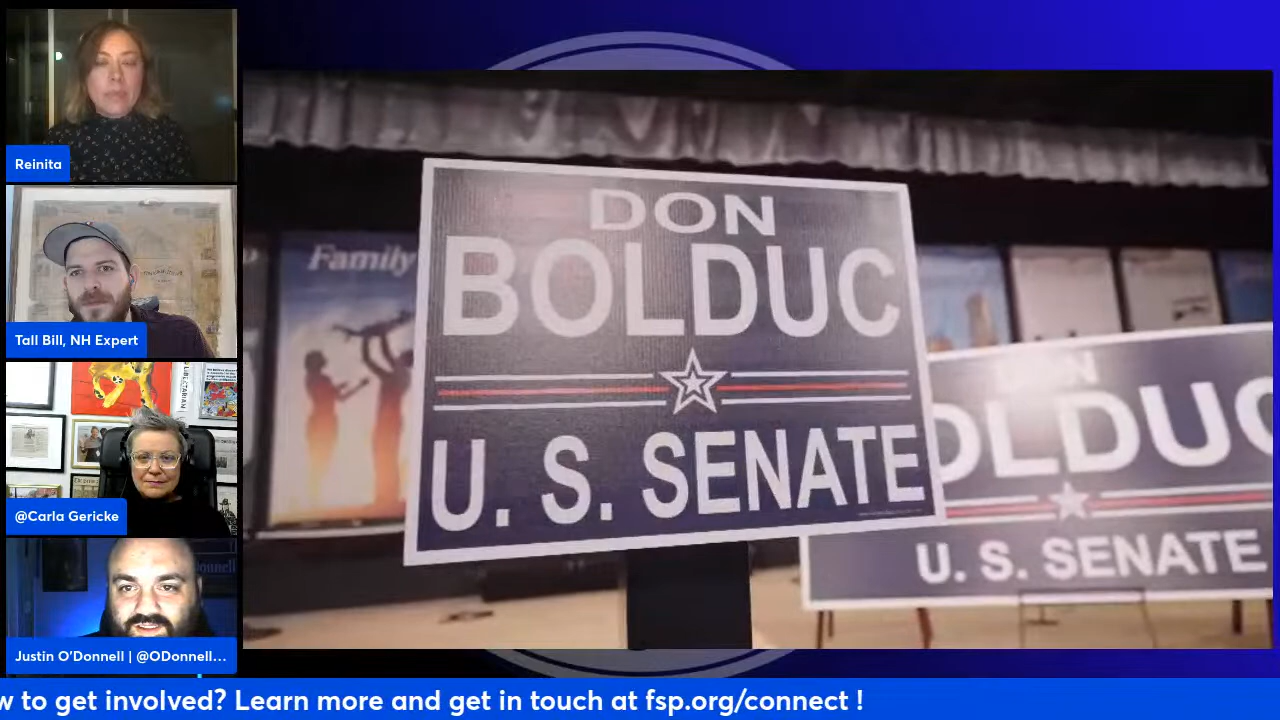 Reinita
Tall Bill, NH Expert
@Carla Gericke
Justin O'Donnell | @ODonnell...
Family
DON
BOLDUC
U. S. SENATE
OLDUC
U. S. SENATE
LIBERTARIAN
w to get involved? Learn more and get in touch at fsp.org/connect !